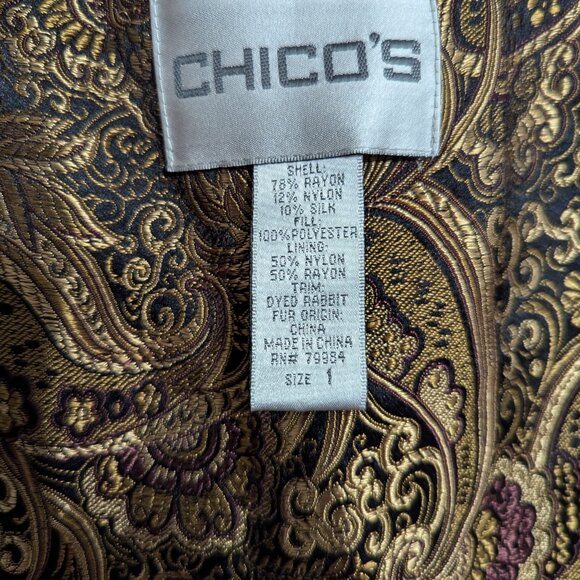 CHICO'S
SHELL:
78% RAYON
12% NYLON
10% SILK
FILL:
100%POLYESTER
LINING:
50% NYLON
50% RAYON
TRIM:
DYED RABBIT
FUR ORIGIN:
CHINA
MADE IN CHINA
RN# 79984
SIZE 1